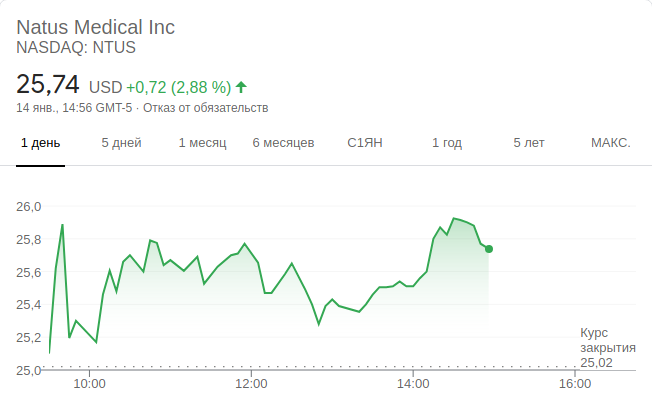 Natus Medical Inc
NASDAQ: NTUS
25,74 USD +0,72 (2,88 %)
14 янв., 14:56 GMT-5 · Отказ от обязательств
1 день 5 дней 1 месяц 6 месяцев С1ЯН 1 год 5 лет МАКС.
26,0
25,8
25,6
25,4
25,2
25,0
Курс
закрытия
25,02
10:00 12:00 14:00 16:00